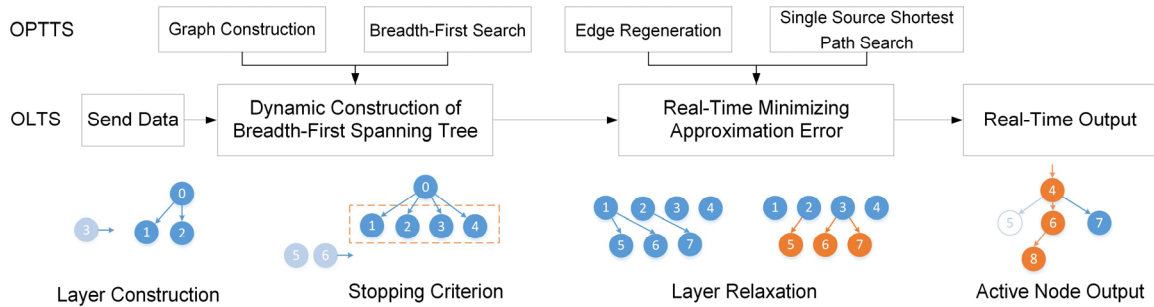 OPTTS
Graph Construction
Breadth-First Search
Edge Regeneration
Single Source Shortest
Path Search
OLTS
Send Data
Dynamic Construction of
Breadth-First Spanning Tree
Real-Time Minimizing
Approximation Error
Real-Time Output
0
3
1
2
0
1
2
3
4
5
6
1
2
3
4
5
6
7
1
2
3
4
5
6
7
4
5
6
7
8
Layer Construction
Stopping Criterion
Layer Relaxation
Active Node Output